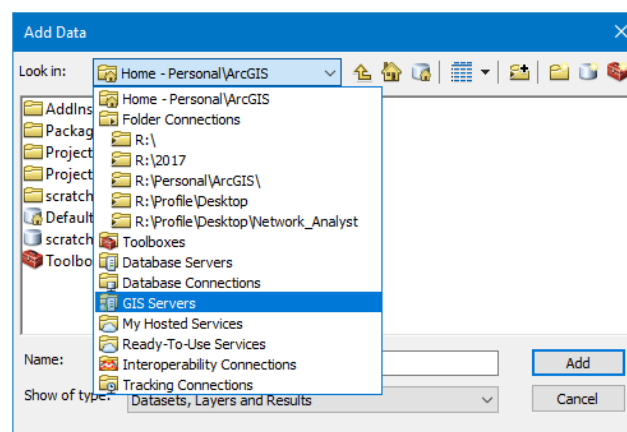 Add Data
Look in: Home - Personal\ArcGIS
Home - Personal\ArcGIS
AddIns
Folder Connections
Packag
R:\
Project
R:\2017
Project
R:\Personal\ArcGIS\
scratch
R:\Profile\Desktop
Default
R:\Profile\Desktop\Network_Analyst
scratch
Toolboxes
Toolbo
Database Servers
Database Connections
GIS Servers
My Hosted Services
Ready-To-Use Services
Name:
Add
Interoperability Connections
Tracking Connections
Show of type:
Datasets, Layers and Results
Cancel